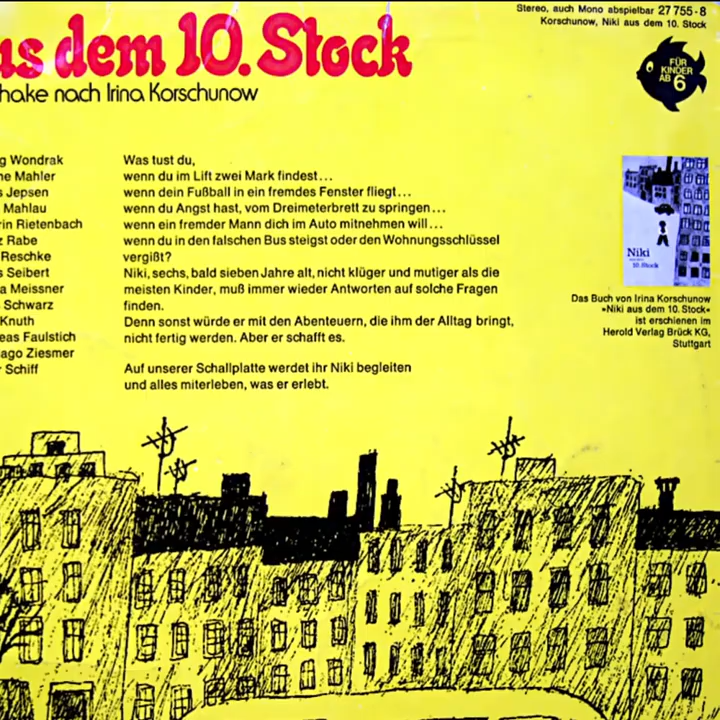 Stereo, auch Mono abspielbar 27 755-8
Korschunow, Niki aus dem 10. Stock
us dem 10. Stock
hake nach Irina Korschunow
FÜR
KINDER
AB 6
g Wondrak
ne Mahler
s Jepsen
Mahlau
rin Rietenbach
z Rabe
Reschke
s Seibert
a Meissner
Schwarz
Knuth
eas Faulstich
ago Ziesmer
r Schiff
Was tust du,
wenn du im Lift zwei Mark findest...
wenn dein Fußball in ein fremdes Fenster fliegt...
wenn du Angst hast, vom Dreimeterbrett zu springen...
wenn ein fremder Mann dich im Auto mitnehmen will...
wenn du in den falschen Bus steigst oder den Wohnungsschlüssel
vergißt?
Niki, sechs, bald sieben Jahre alt, nicht klüger und mutiger als die
meisten Kinder, muß immer wieder Antworten auf solche Fragen
finden.
Denn sonst würde er mit den Abenteuern, die ihm der Alltag bringt,
nicht fertig werden. Aber er schafft es.
Auf unserer Schallplatte werdet ihr Niki begleiten
und alles miterleben, was er erlebt.
Niki
10. Stock
Das Buch von Irina Korschunow
»Niki aus dem 10. Stock«
ist erschienen im
Herold Verlag Brück KG,
Stuttgart